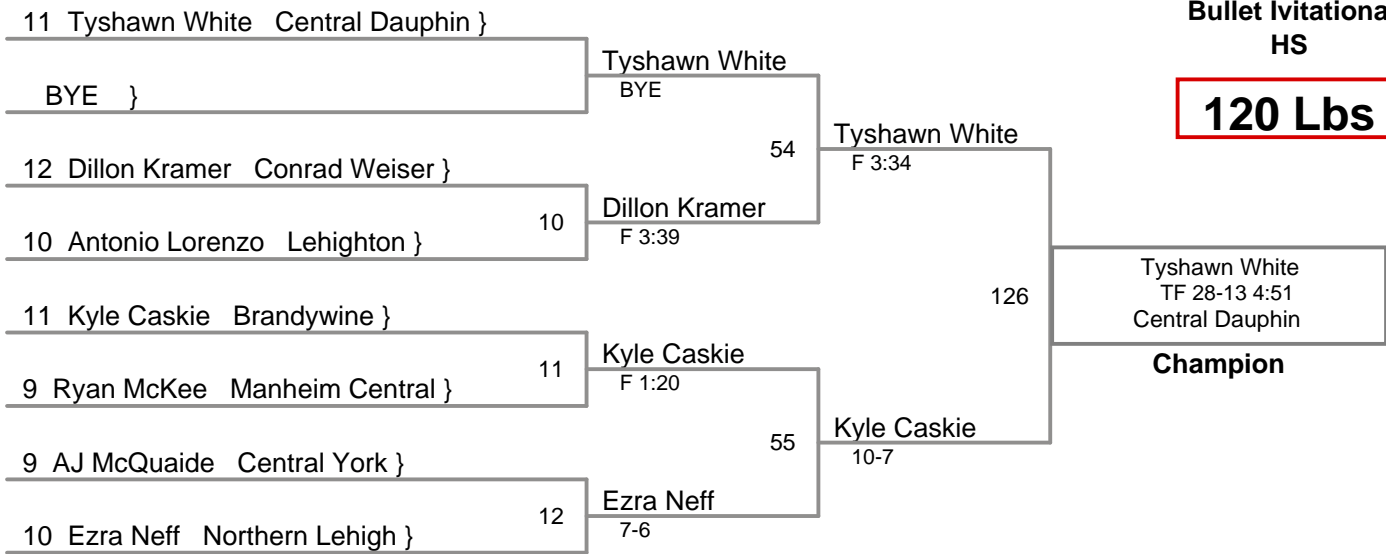 Bullet Ivitationa
HS
120 Lbs
11 Tyshawn White Central Dauphin }
BYE }
12 Dillon Kramer Conrad Weiser }
10 Antonio Lorenzo Lehighton }
11 Kyle Caskie Brandywine }
9 Ryan McKee Manheim Central }
9 AJ McQuaide Central York }
10 Ezra Neff Northern Lehigh }
Tyshawn White
BYE
10
Dillon Kramer
F 3:39
11
Kyle Caskie
F 1:20
12
Ezra Neff
7-6
54
Tyshawn White
F 3:34
55
Kyle Caskie
10-7
126
Tyshawn White
TF 28-13 4:51
Central Dauphin
Champion